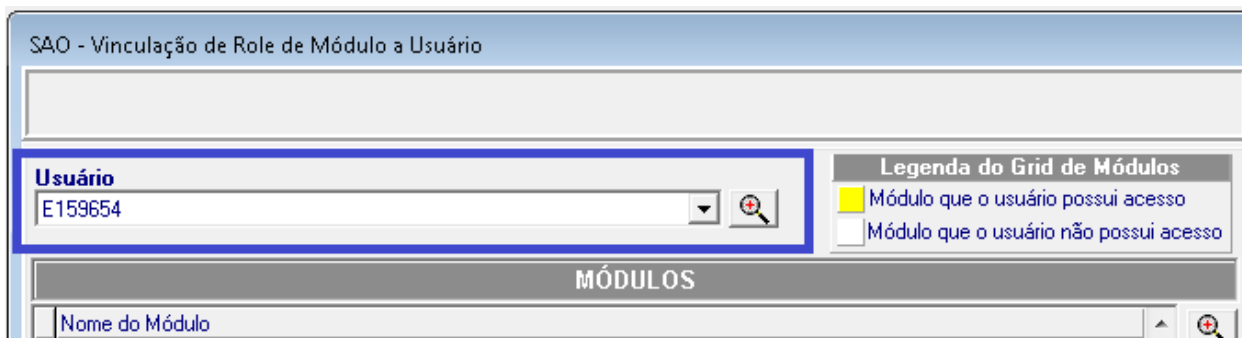 SAO - Vinculação de Role de Módulo a Usuário
Usuário
E159654
Legenda do Grid de Módulos
Módulo que o usuário possui acesso
Módulo que o usuário não possui acesso
MÓDULOS
Nome do Módulo